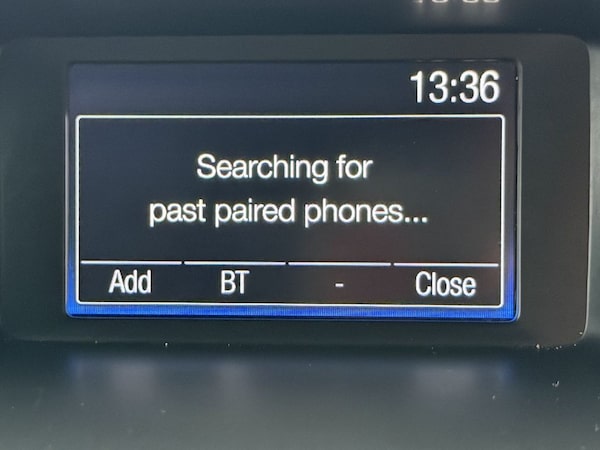 13:36
Searching for
past paired phones...
Add BT - Close